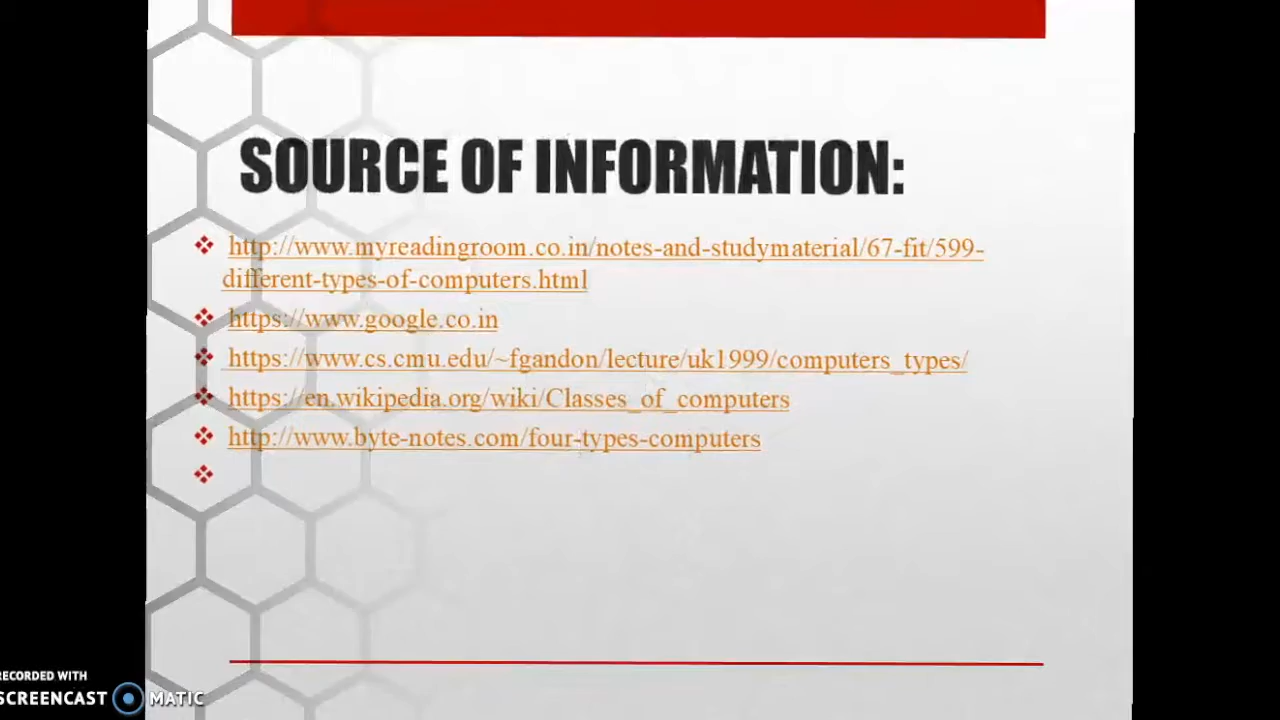 SOURCE OF INFORMATION:
http://www.myreadingroom.co.in/notes-and-studymaterial/67-fit/599-
different-types-of-computers.html
https://www.google.co.in
https://www.cs.cmu.edu/~fgandon/lecture/uk1999/computers_types/
https://en.wikipedia.org/wiki/Classes_of_computers
http://www.byte-notes.com/four-types-computers
RECORDED WITH
SCREENCAST MATIC